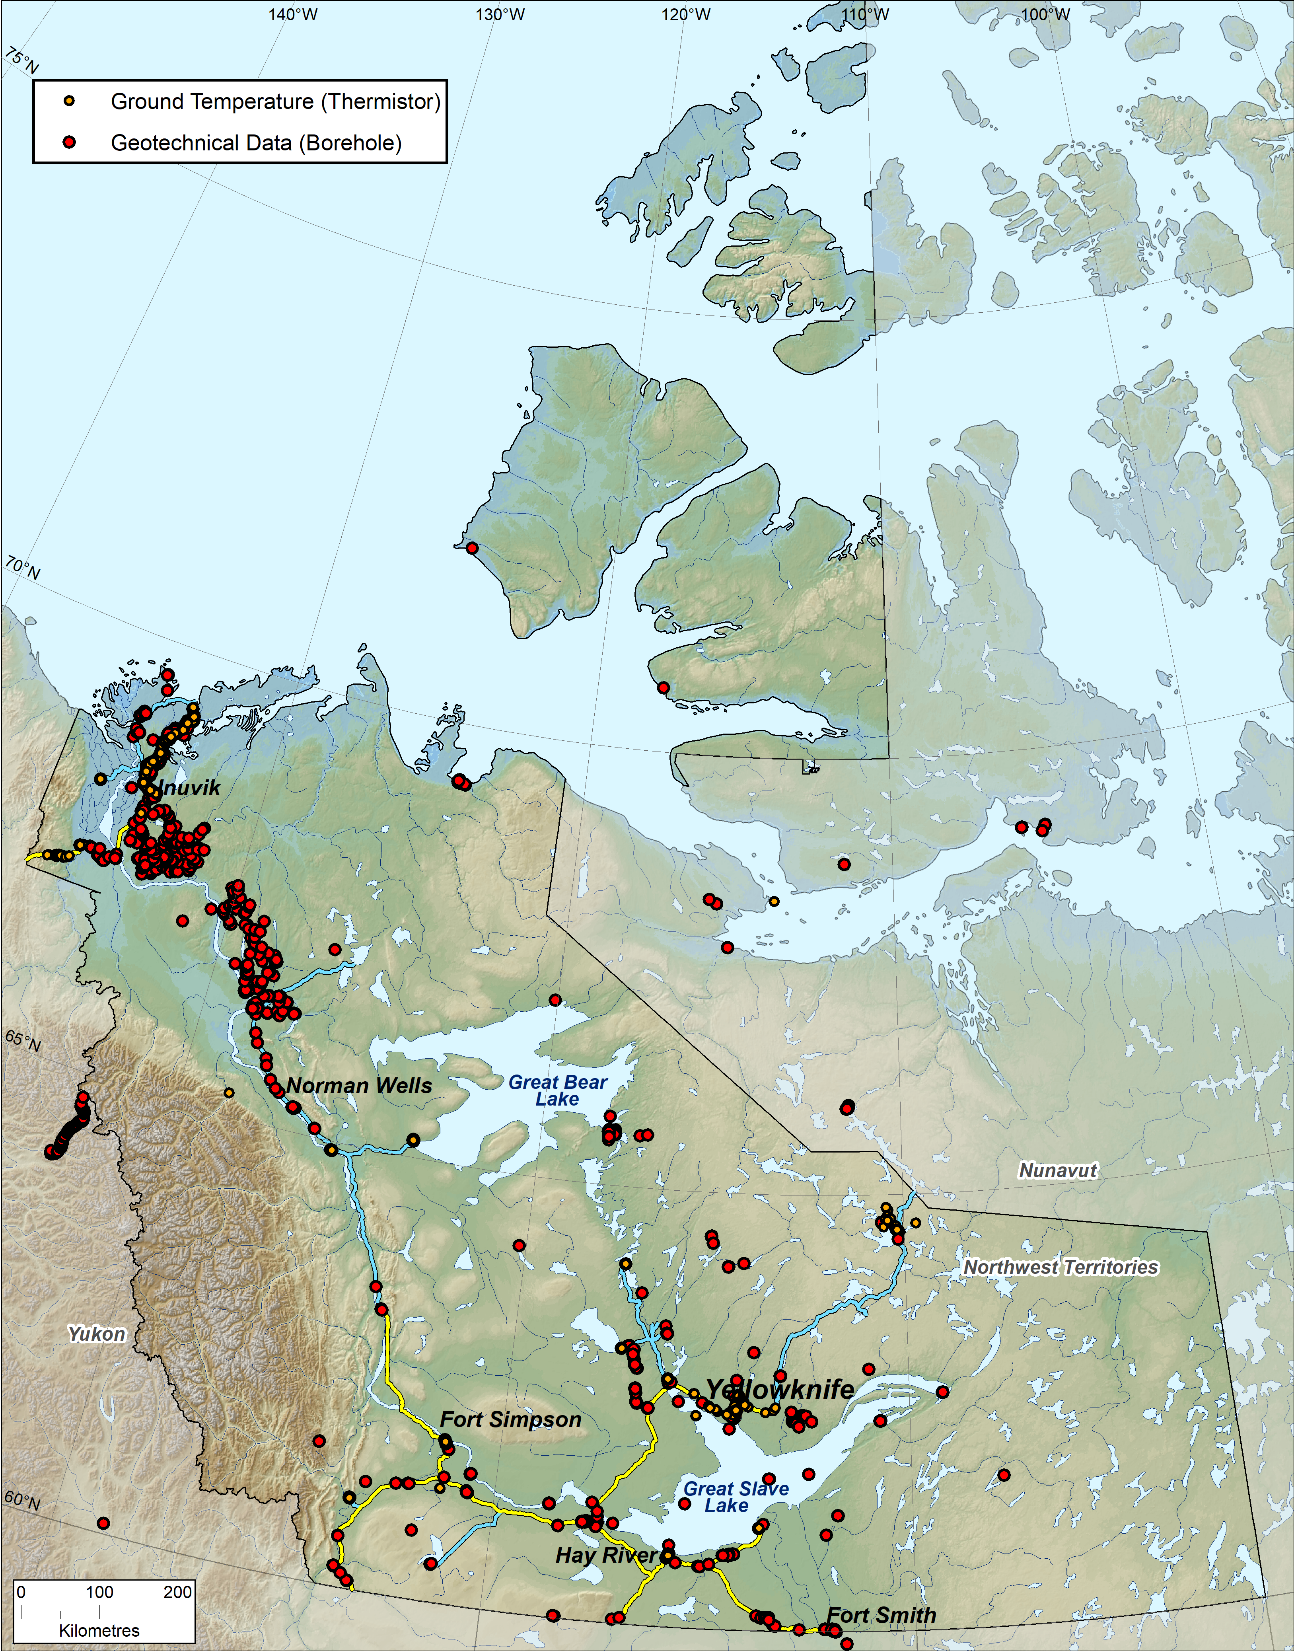 140°W
130°W
120°W
110°W
100°W
75°N
Ground Temperature (Thermistor)
Geotechnical Data (Borehole)
70°N
Inuvik
65°N
Norman Wells
Great Bear
Lake
Nunavut
Northwest Territories
Yukon
Yellowknife
Fort Simpson
Great Slave
Lake
60°N
Hay River
0 100 200
Kilometres
Fort Smith